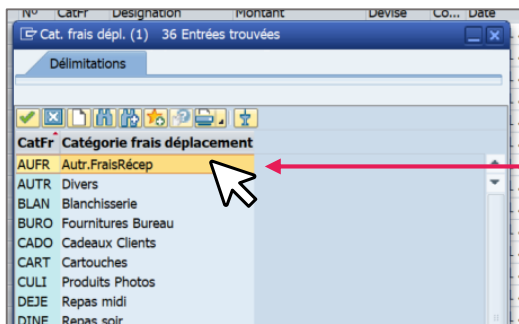 N° CatFr Désignation Montant Devise Co... Date
Cat. frais dépl. (1) 36 Entrées trouvées
Délimitations
CatFr Catégorie frais déplacement
AUFR Autr.FraisRécep
AUTR Divers
BLAN Blanchisserie
BURO Fournitures Bureau
CADO Cadeaux Clients
CART Cartouches
CULI Produits Photos
DEJE Repas midi
DINE Repas soir